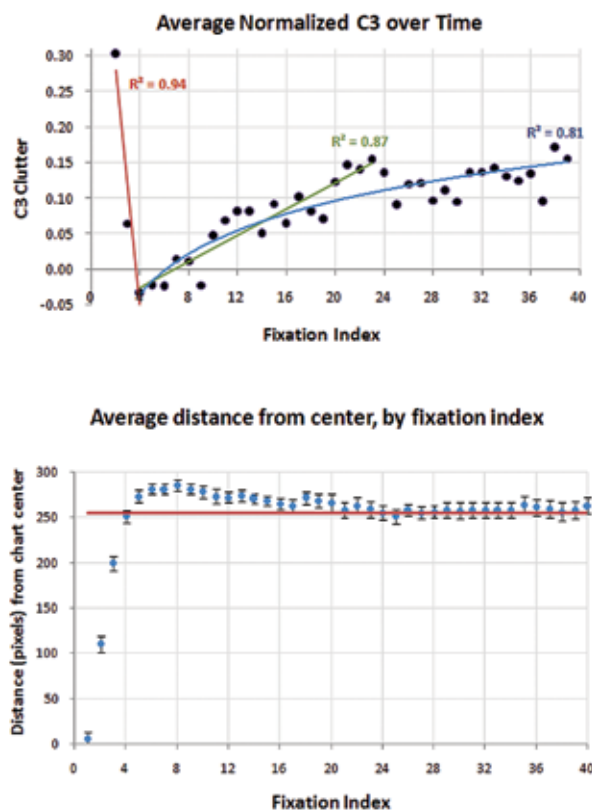 Average Normalized C3 over Time
0.30
0.25
0.20
0.15
0.10
0.05
0.00
-0.05
R² = 0.94
R² = 0.87
R² = 0.81
C3 Clutter
0 4 8 12 16 20 24 28 32 36 40
Fixation Index
Average distance from center, by fixation index
300
250
200
150
100
50
0
Distance (pixels) from chart center
0 4 8 12 16 20 24 28 32 36 40
Fixation Index